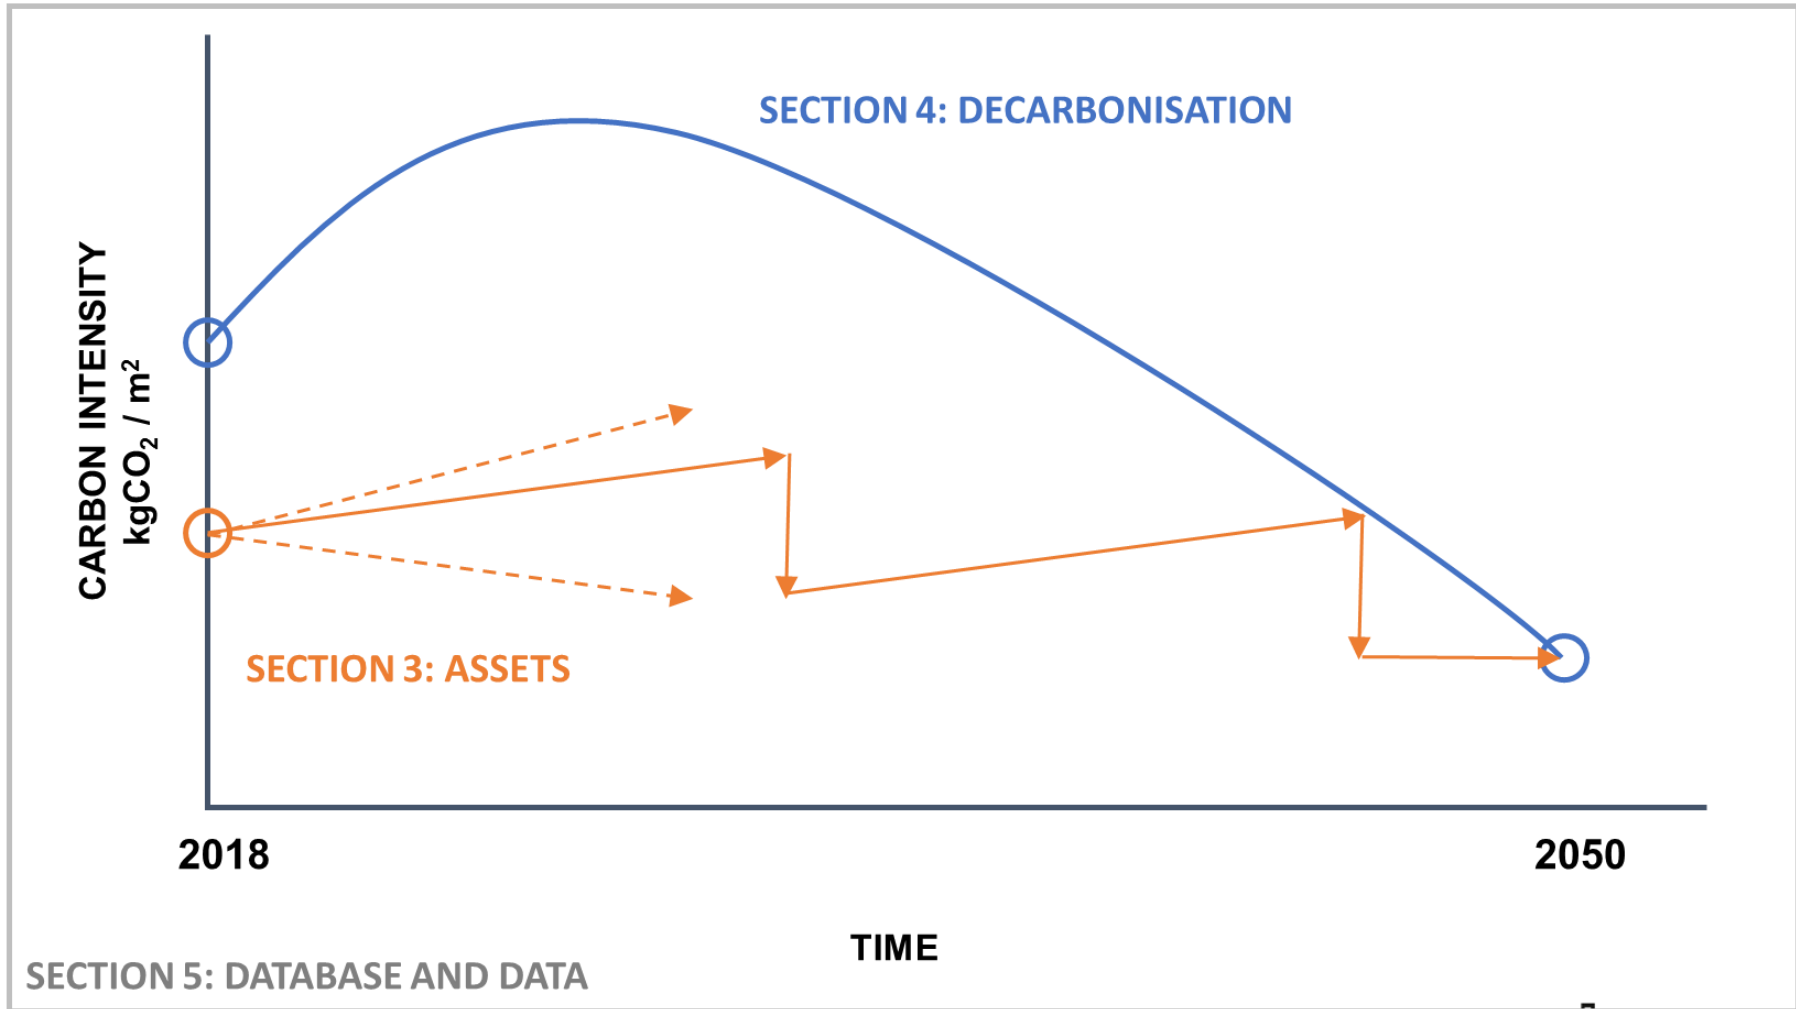 SECTION 4: DECARBONISATION
CARBON INTENSITY
kgCO₂ / m²
SECTION 3: ASSETS
2018
2050
TIME
SECTION 5: DATABASE AND DATA